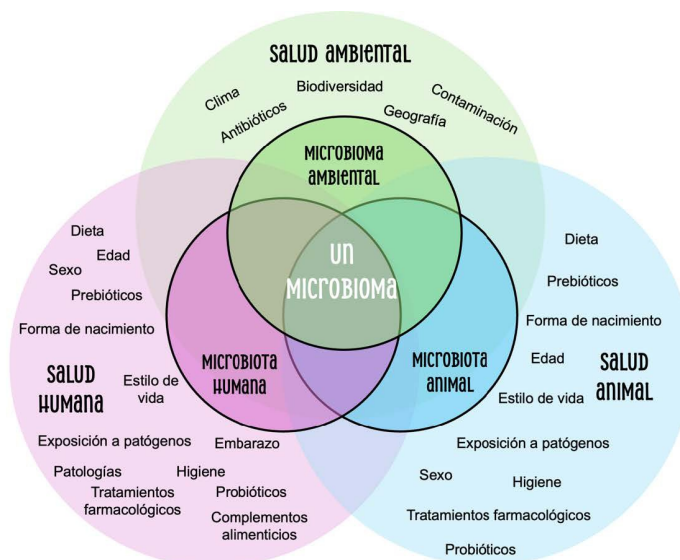 SALUD AMBIENTAL
Biodiversidad
Clima
Contaminación
Antibióticos
Geografía
MICROBIOMA
AMBIENTAL
UN
MICROBIOMA
Dieta
Edad
Sexo
Prebióticos
Forma de nacimiento
SALUD
HUMANA
Estilo de
vida
MICROBIOTA
HUMANA
Exposición a patógenos
Embarazo
Patologías
Higiene
Tratamientos
farmacológicos
Probióticos
Complementos
alimenticios
MICROBIOTA
ANIMAL
Dieta
Prebióticos
Forma de nacimiento
Edad
SALUD
ANIMAL
Estilo de vida
Exposición a patógenos
Sexo
Higiene
Tratamientos farmacológicos
Probióticos